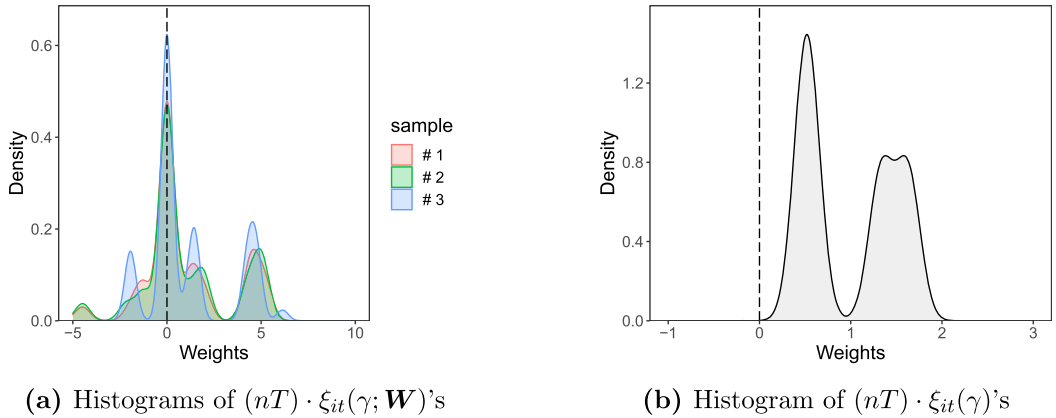 Density
0.6
0.4
0.2
0.0
−5
0
5
10
Weights
sample
# 1
# 2
# 3
(a) Histograms of (nT) · ξ_it(γ; W)'s
Density
1.2
0.8
0.4
0.0
−1
0
1
2
3
Weights
(b) Histogram of (nT) · ξ_it(γ)'s